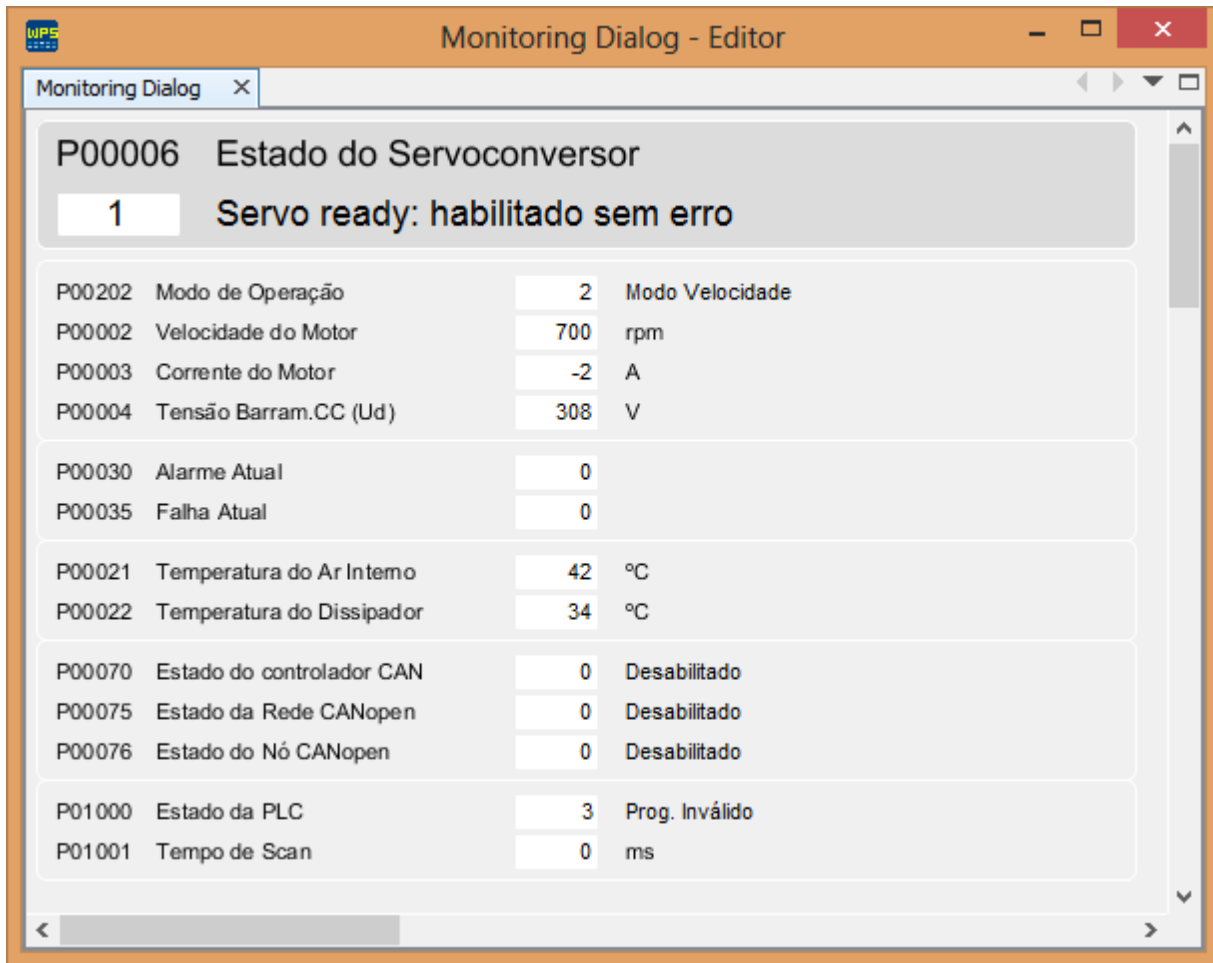 WPS Monitoring Dialog - Editor
Monitoring Dialog
P00006 Estado do Servoconversor
1 Servo ready: habilitado sem erro
P00202 Modo de Operação 2 Modo Velocidade
P00002 Velocidade do Motor 700 rpm
P00003 Corrente do Motor -2 A
P00004 Tensão Barram.CC (Ud) 308 V
P00030 Alarme Atual 0
P00035 Falha Atual 0
P00021 Temperatura do Ar Interno 42 ºC
P00022 Temperatura do Dissipador 34 ºC
P00070 Estado do controlador CAN 0 Desabilitado
P00075 Estado da Rede CANopen 0 Desabilitado
P00076 Estado do Nó CANopen 0 Desabilitado
P01000 Estado da PLC 3 Prog. Inválido
P01001 Tempo de Scan 0 ms